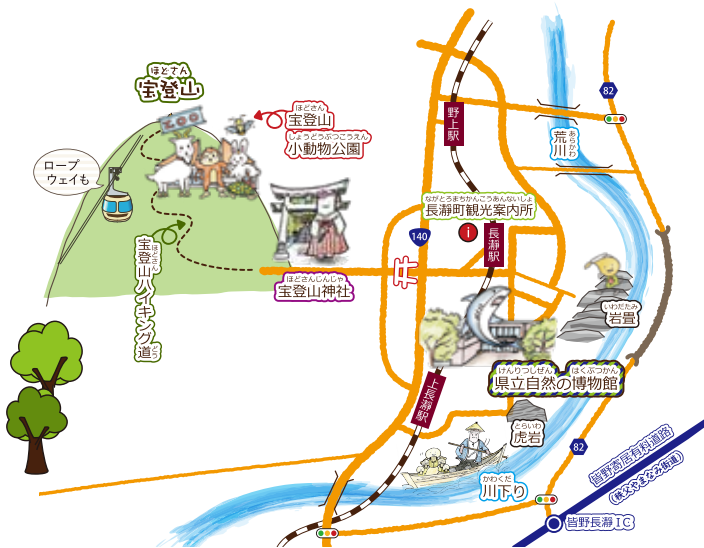 ほどさん
宝登山
ZOO
ほどさん
宝登山
しょうどうぶつこうえん
小動物公園
ロープ
ウェイも
ほどさん
宝登山ハイキング道
どう
ほどさんじんじゃ
宝登山神社
野上駅
82
あらかわ
荒川
ながとろまちかんこうあんないしょ
長瀞町観光案内所
i
長瀞駅
140
いわだたみ
岩畳
けんりつしぜん はくぶつかん
県立自然の博物館
上長瀞駅
とらいわ
虎岩
かわくだ
川下り
82
皆野寄居有料道路
(秩父やまなみ街道)
皆野長瀞IC